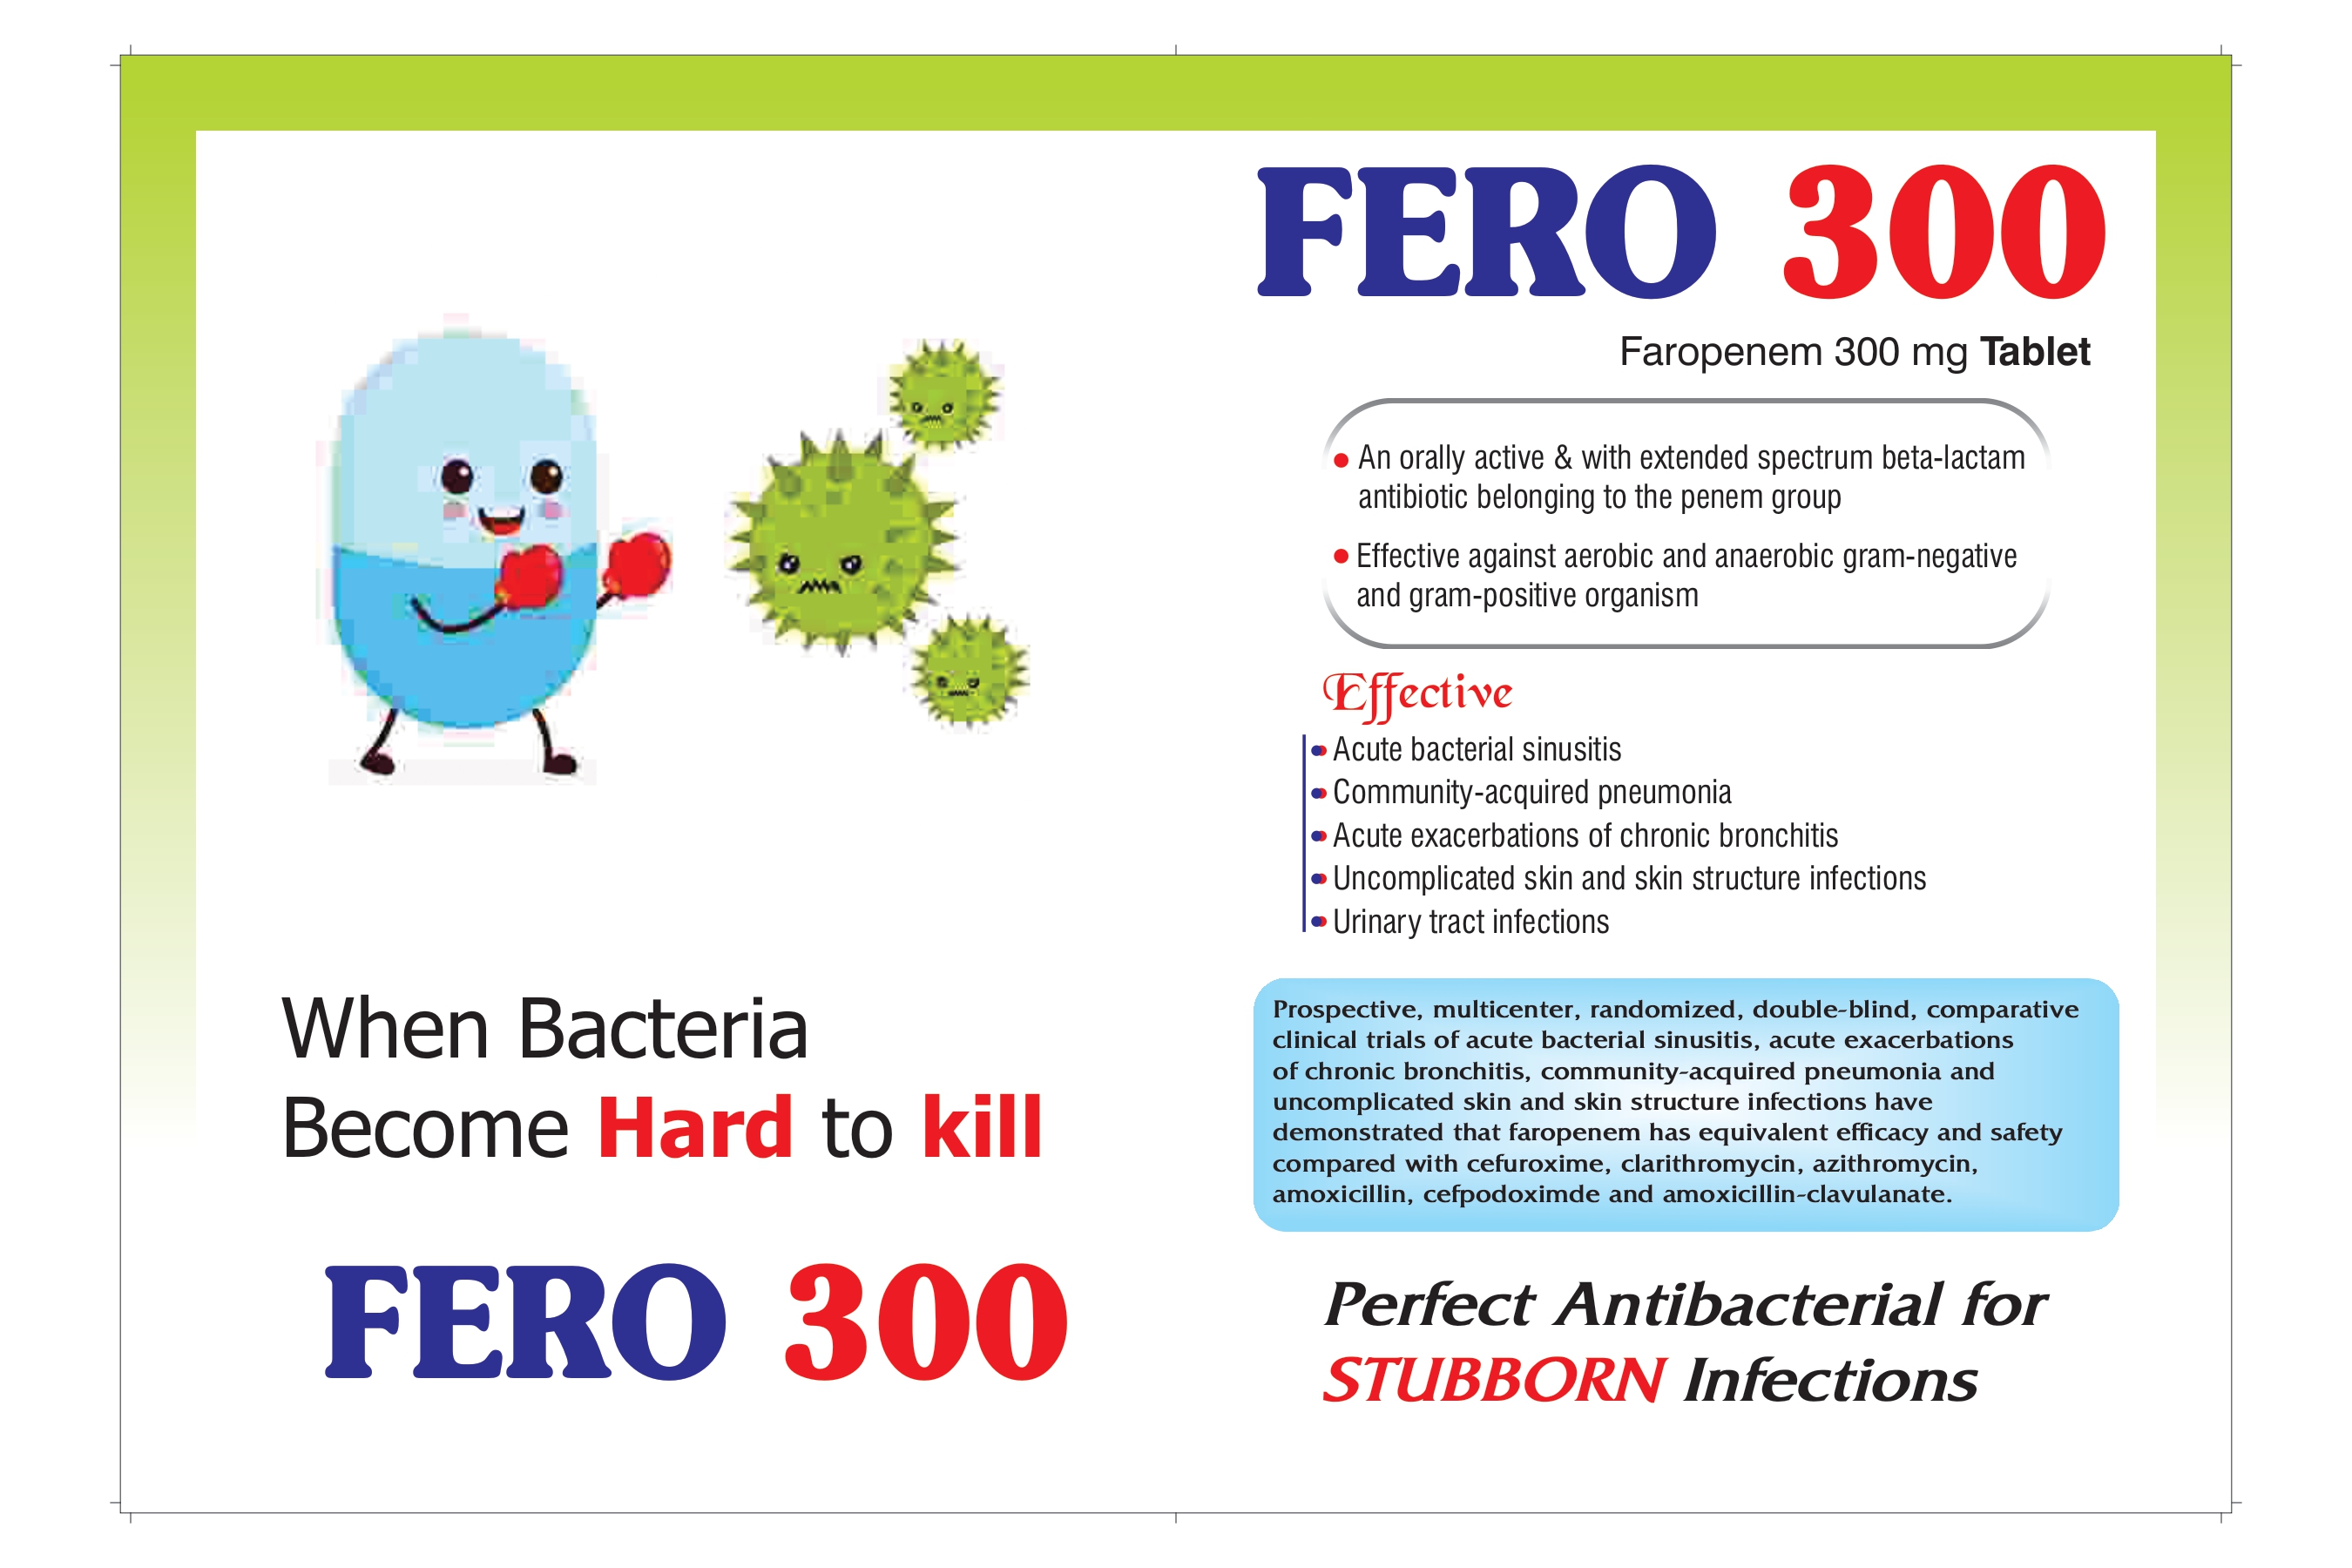 When Bacteria
Become Hard to kill
FERO 300
FERO 300
Faropenem 300 mg Tablet
An orally active & with extended spectrum beta-lactam
antibiotic belonging to the penem group
Effective against aerobic and anaerobic gram-negative
and gram-positive organism
Effective
Acute bacterial sinusitis
Community-acquired pneumonia
Acute exacerbations of chronic bronchitis
Uncomplicated skin and skin structure infections
Urinary tract infections
Prospective, multicenter, randomized, double-blind, comparative
clinical trials of acute bacterial sinusitis, acute exacerbations
of chronic bronchitis, community-acquired pneumonia and
uncomplicated skin and skin structure infections have
demonstrated that faropenem has equivalent efficacy and safety
compared with cefuroxime, clarithromycin, azithromycin,
amoxicillin, cefpodoximde and amoxicillin-clavulanate.
Perfect Antibacterial for
STUBBORN Infections